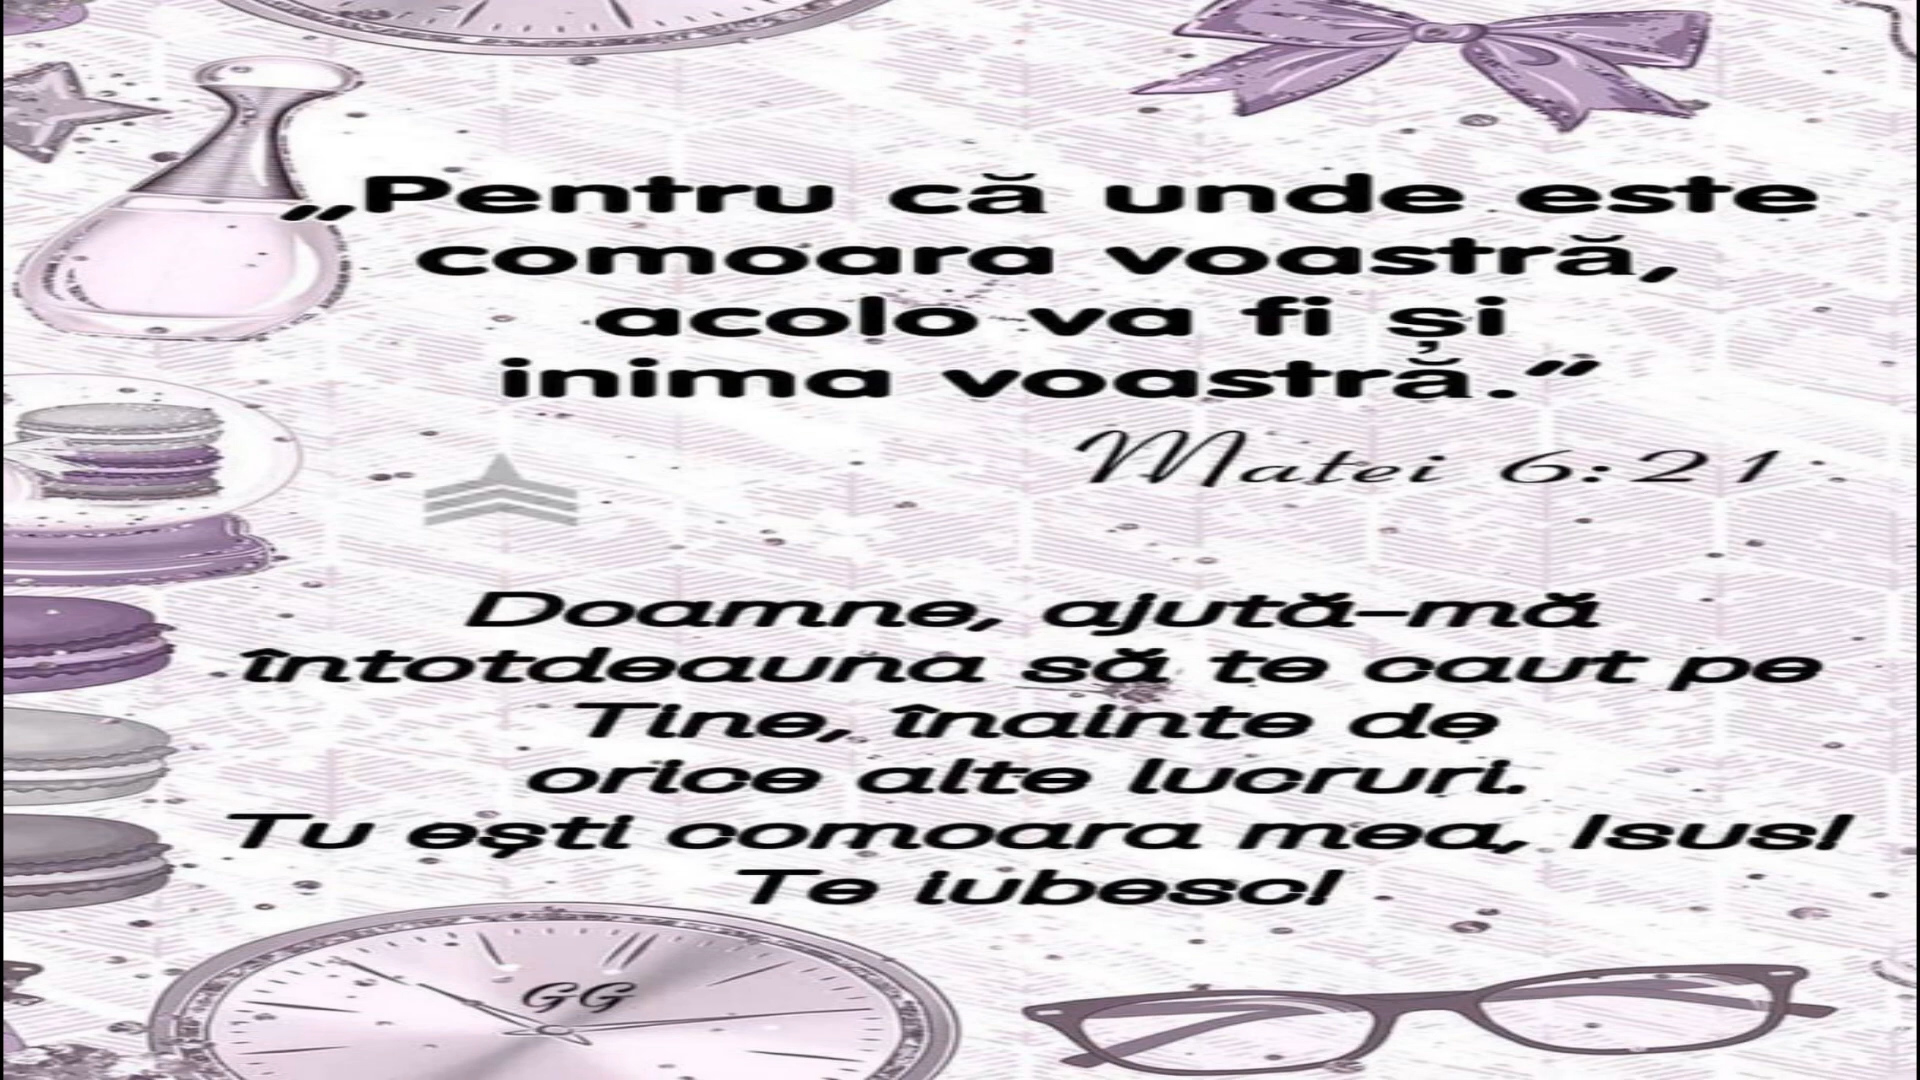 „Pentru că unde este
comoara voastră,
acolo va fi și
inima voastră.”
Matei 6:21
Doamne, ajută-mă
întotdeauna să te caut pe
Tine, înainte de
orice alte lucruri.
Tu ești comoara mea, Isus!
Te iubesc!
GG